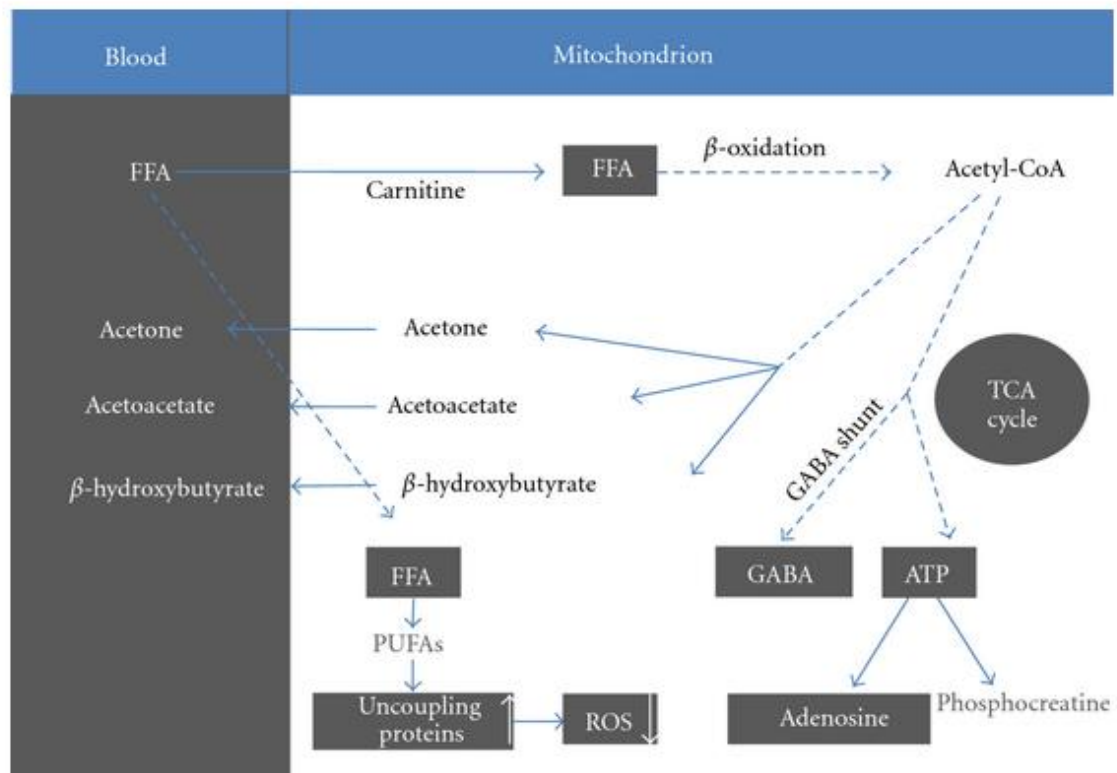 Blood
Mitochondrion
FFA
Carnitine
FFA
β-oxidation
Acetyl-CoA
Acetone
Acetone
Acetoacetate
Acetoacetate
TCA
cycle
β-hydroxybutyrate
β-hydroxybutyrate
GABA shunt
FFA
GABA
ATP
PUFAs
Uncoupling
proteins
ROS
Adenosine
Phosphocreatine